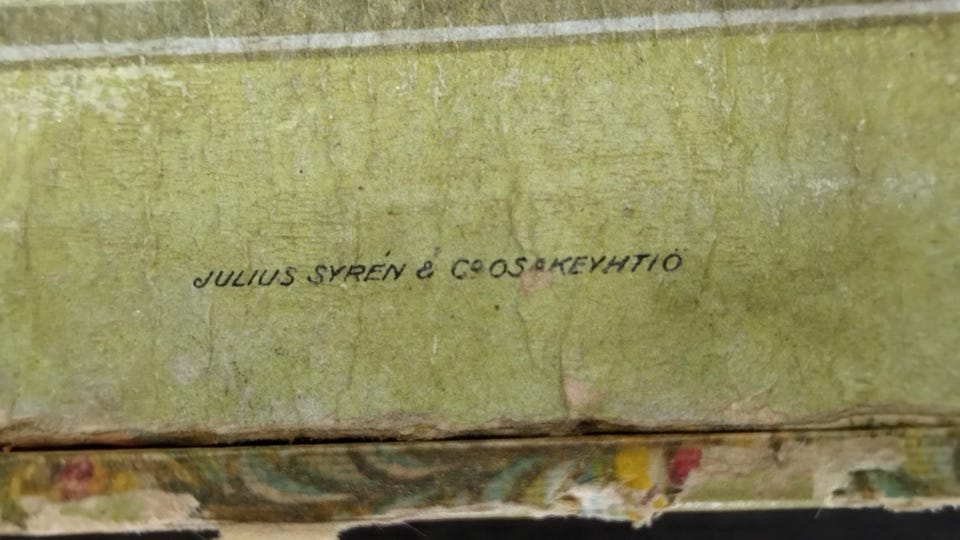 JULIUS SYRÉN & Co OSAKEYHTIÖ